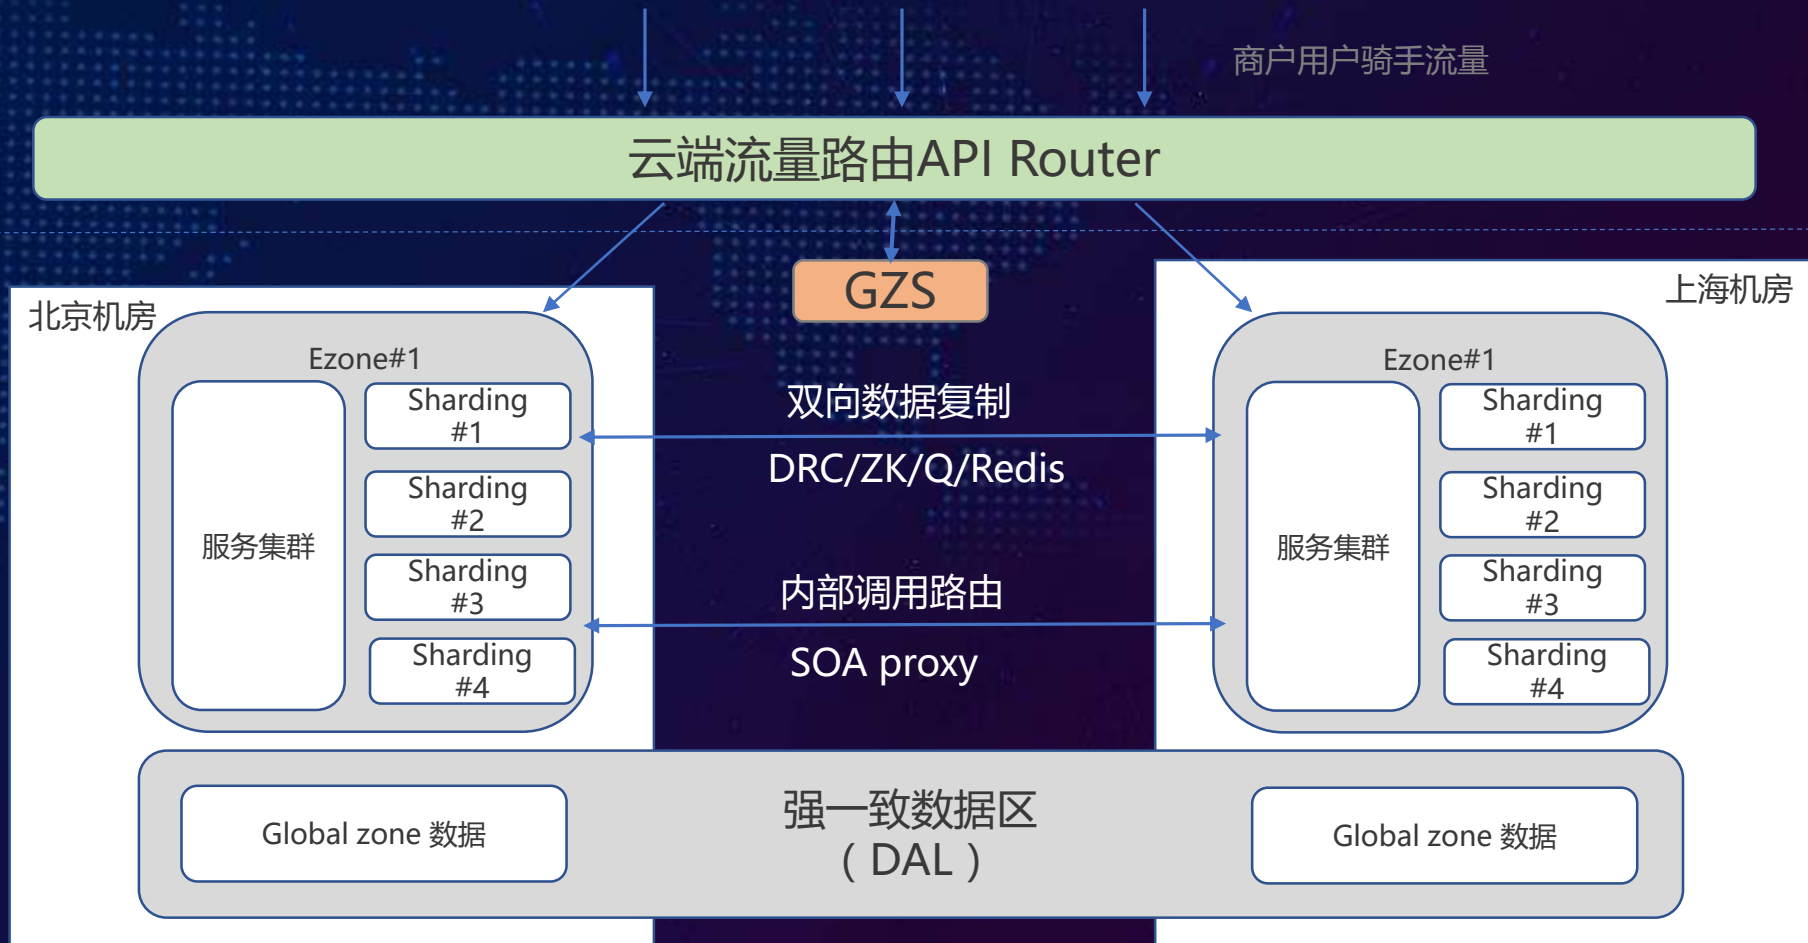 商户用户骑手流量
云端流量路由API Router
GZS
北京机房
上海机房
Ezone#1
服务集群
Sharding
#1
Sharding
#2
Sharding
#3
Sharding
#4
双向数据复制
DRC/ZK/Q/Redis
内部调用路由
SOA proxy
Ezone#1
服务集群
Sharding
#1
Sharding
#2
Sharding
#3
Sharding
#4
Global zone 数据
强一致数据区
（DAL）
Global zone 数据